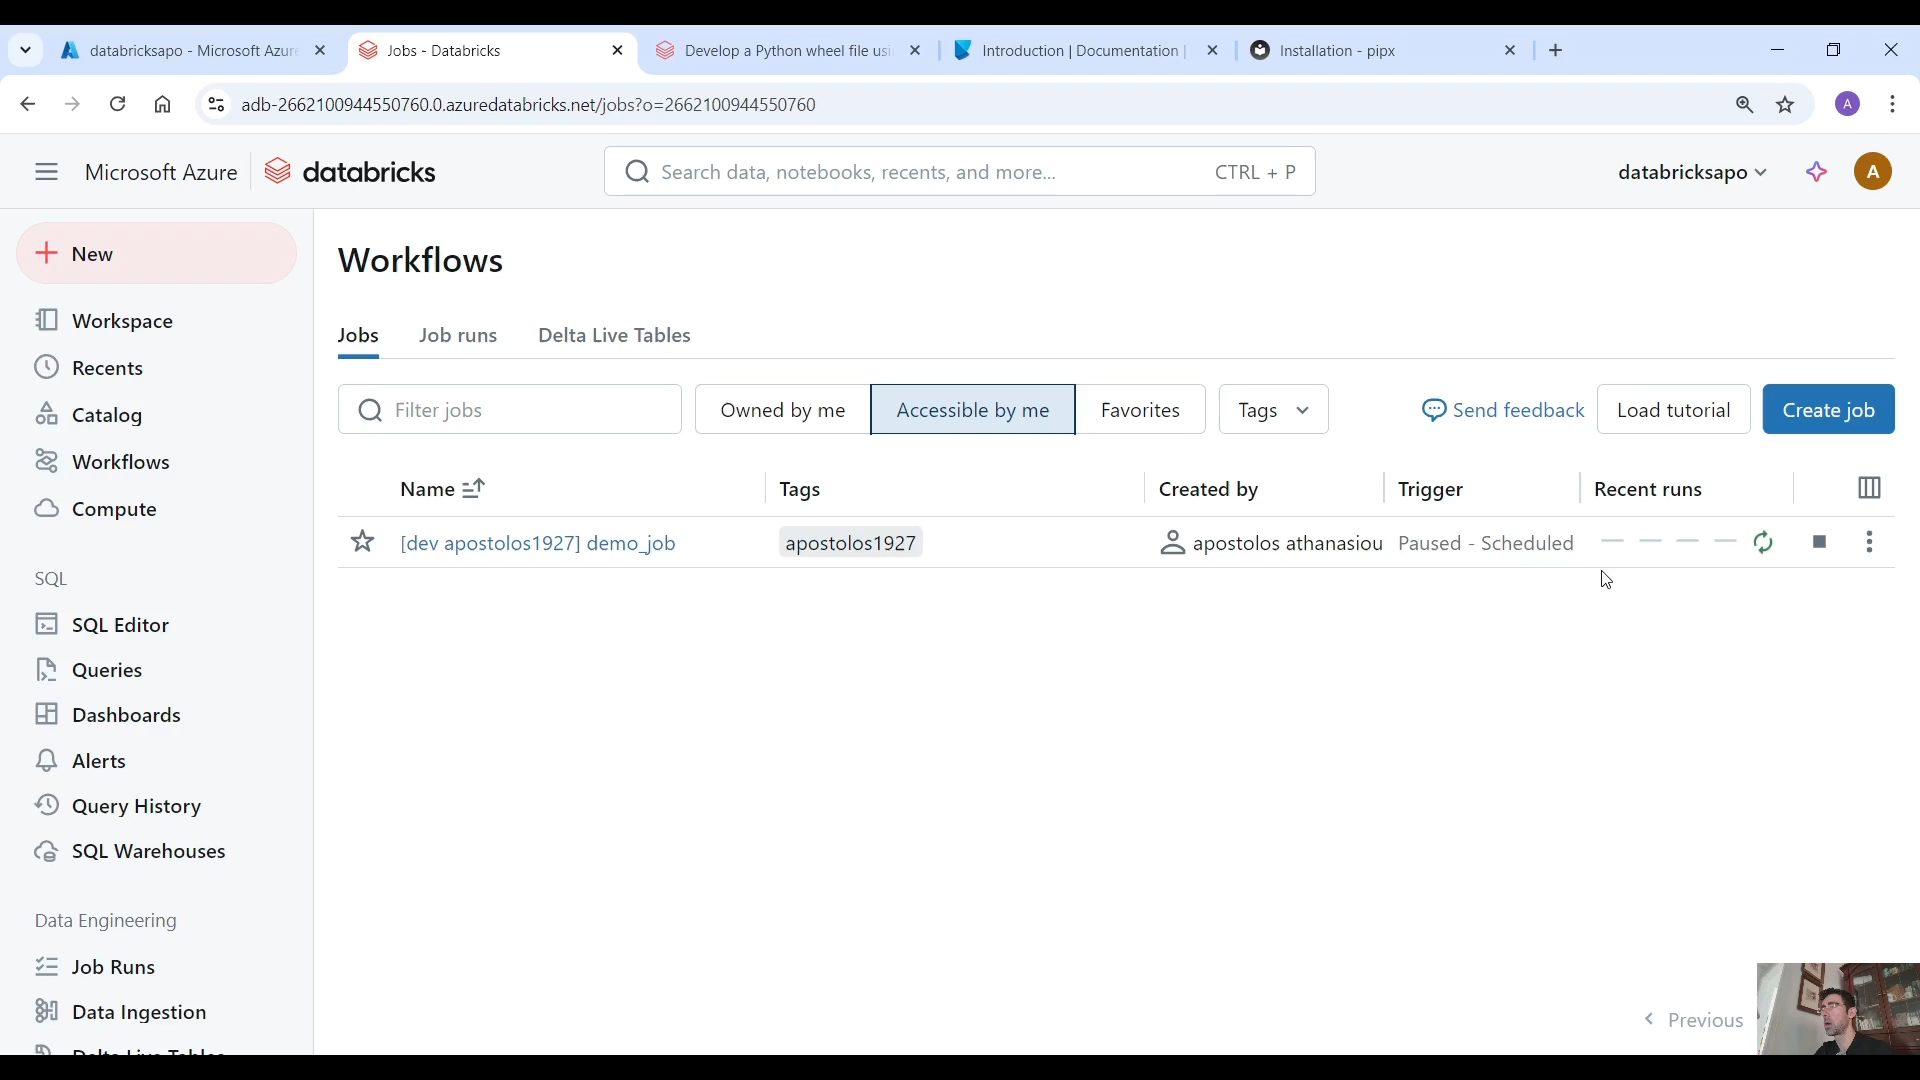 databricksapo - Microsoft Azure
Jobs - Databricks
Develop a Python wheel file usi
Introduction | Documentation |
Installation - pipx
adb-2662100944550760.0.azuredatabricks.net/jobs?o=2662100944550760
A
Microsoft Azure
databricks
Search data, notebooks, recents, and more...
CTRL + P
databricksapo
A
New
Workspace
Recents
Catalog
Workflows
Compute
SQL
SQL Editor
Queries
Dashboards
Alerts
Query History
SQL Warehouses
Data Engineering
Job Runs
Data Ingestion
Delta Live Tables
Workflows
Jobs
Job runs
Delta Live Tables
Filter jobs
Owned by me
Accessible by me
Favorites
Tags
Send feedback
Load tutorial
Create job
Name
Tags
Created by
Trigger
Recent runs
[dev apostolos1927] demo_job
apostolos1927
apostolos athanasiou
Paused - Scheduled
Previous